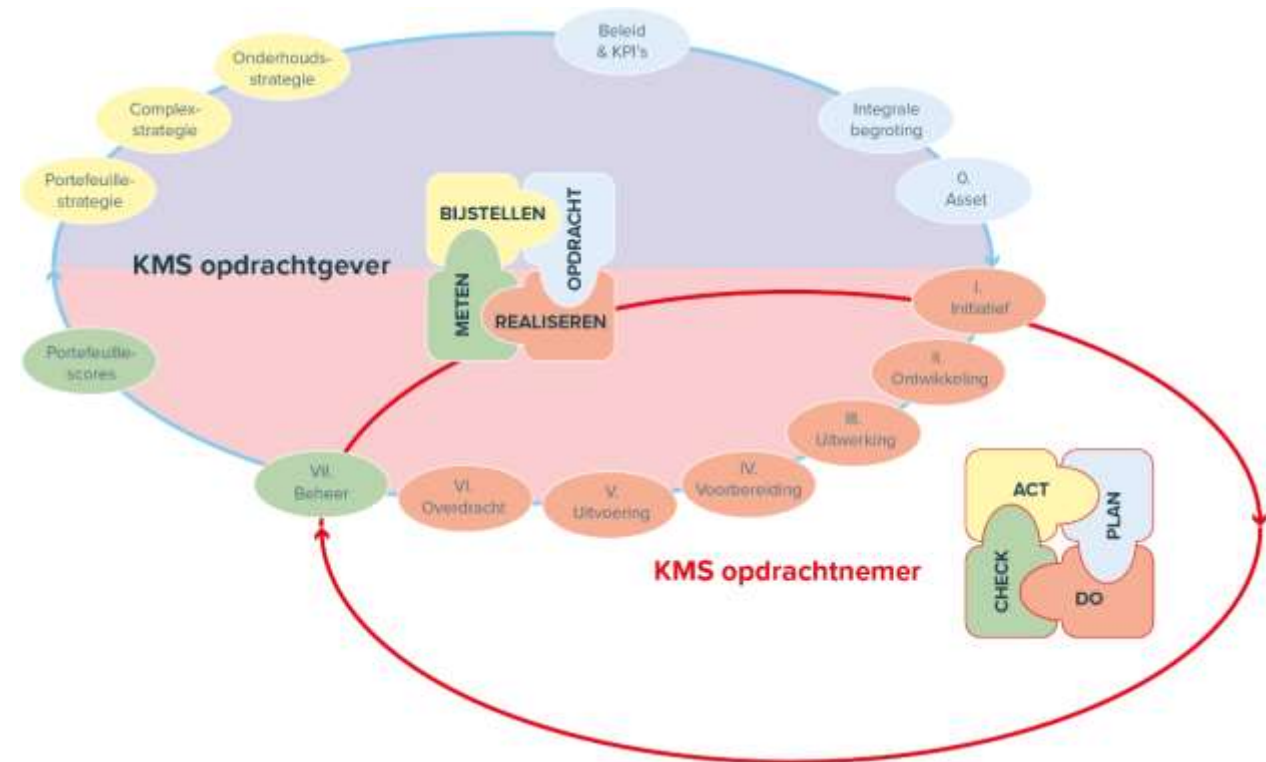 Beleid
& KPI's
Onderhouds-
strategie
Complex-
strategie
Integrale
begroting
Portefeuille-
strategie
0.
Asset
BIJSTELLEN
OPDRACHT
KMS opdrachtgever
METEN
REALISEREN
I.
Initiatief
Portefeuille-
scores
II.
Ontwikkeling
III.
Uitwerking
IV.
Voorbereiding
VII.
Beheer
VI.
Overdracht
V.
Uitvoering
ACT
PLAN
KMS opdrachtnemer
CHECK
DO